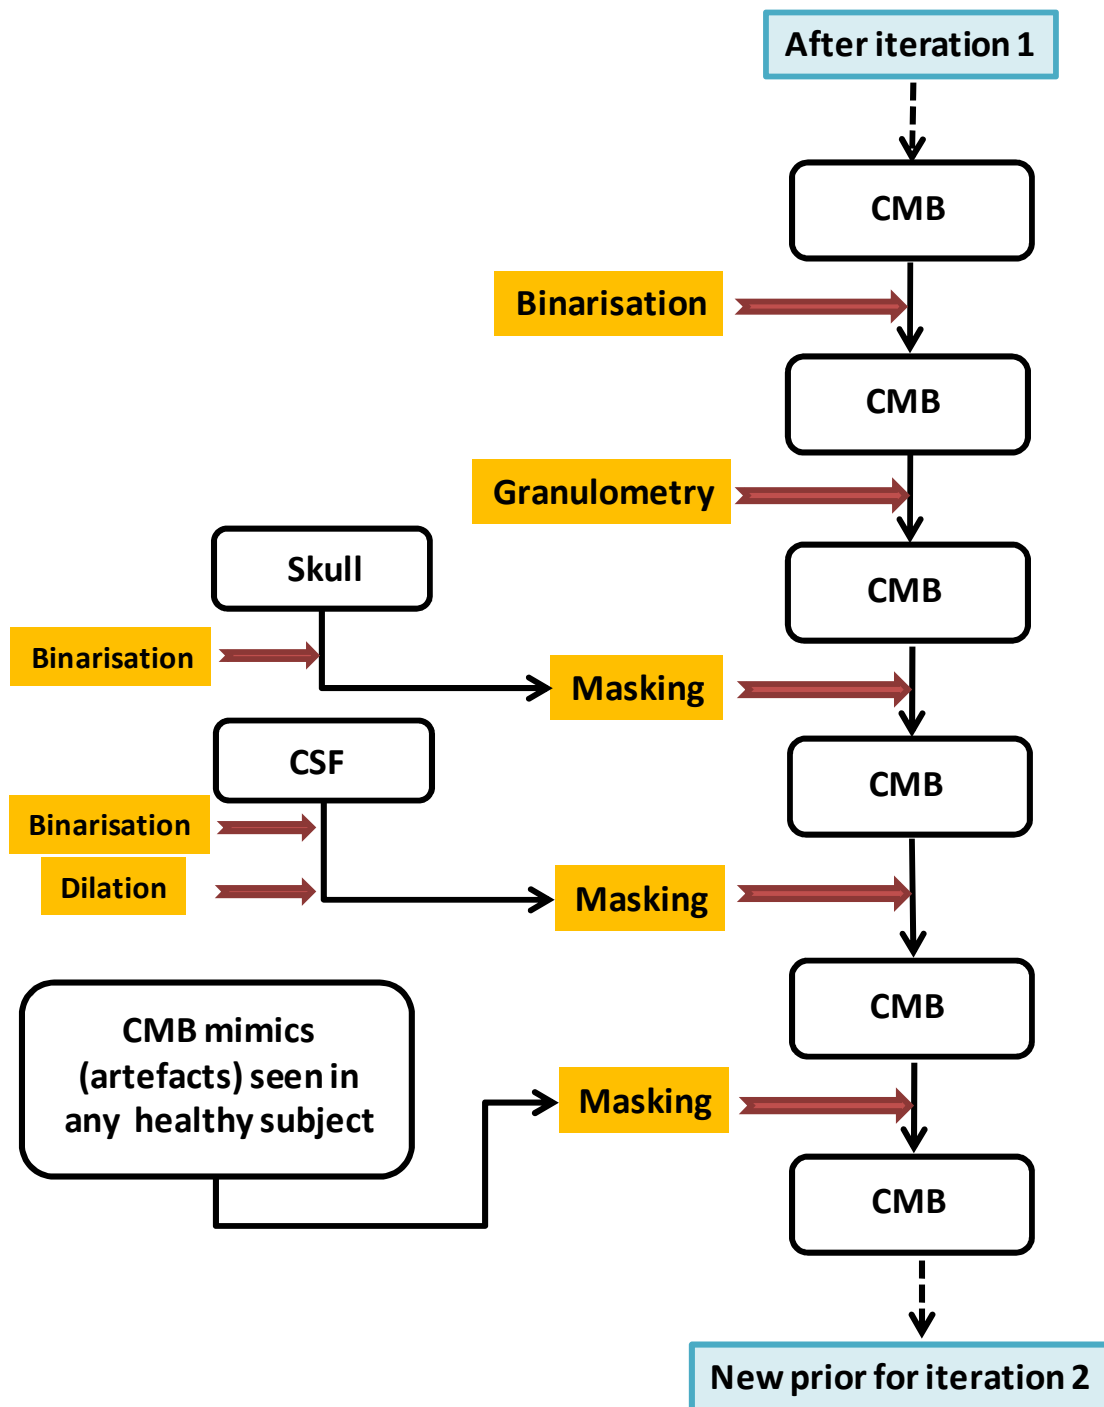 After iteration 1
CMB
Binarisation
CMB
Granulometry
CMB
Skull
Binarisation
Masking
CMB
CSF
Binarisation
Dilation
Masking
CMB
CMB mimics
(artefacts) seen in
any healthy subject
Masking
CMB
New prior for iteration 2